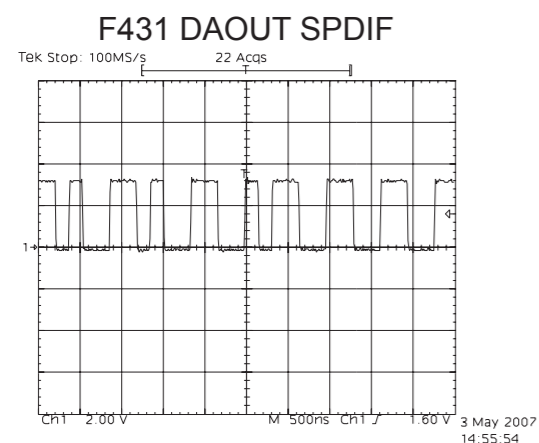 F431 DAOUT SPDIF
Tek Stop: 100MS/s 22 Acqs
T
T
1
Ch1 2.00 V M 500ns Ch1 1.60 V
3 May 2007
14:55:54